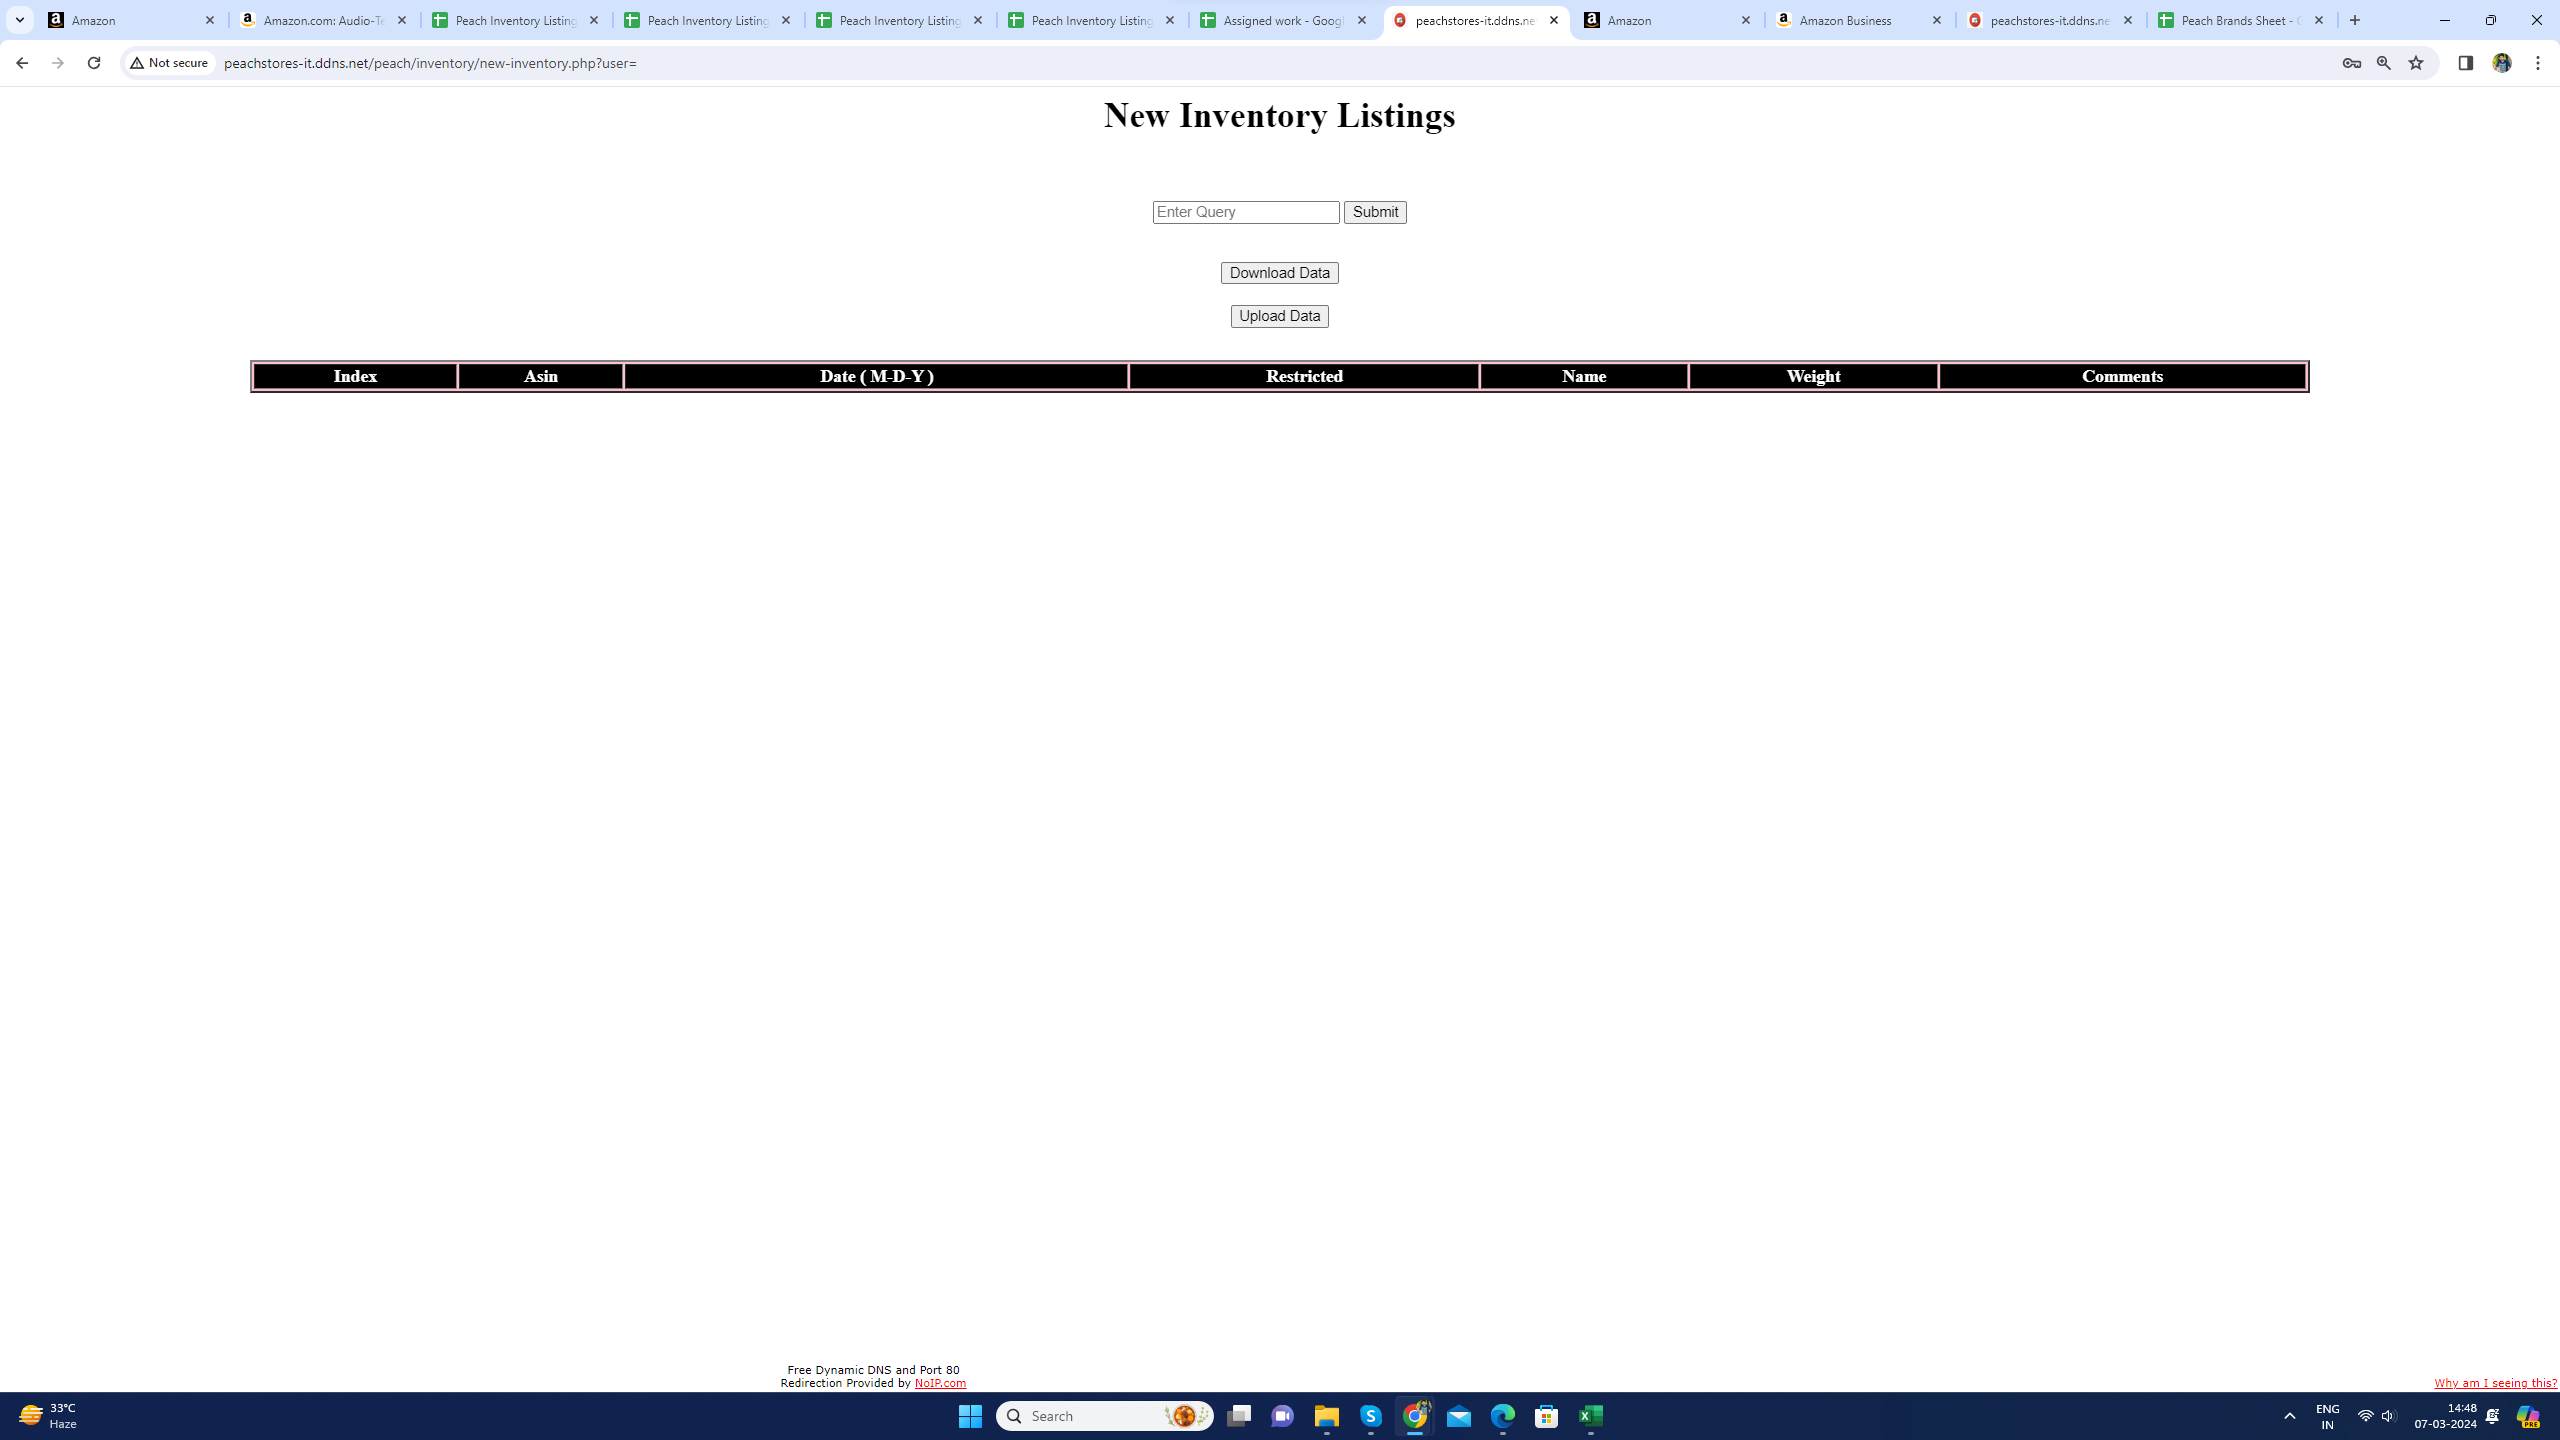 Amazon
Amazon.com: Audio-Te
Peach Inventory Listing
Peach Inventory Listing
Peach Inventory Listing
Peach Inventory Listing
Assigned work - Googl
peachstores-it.ddns.ne
Amazon
Amazon Business
peachstores-it.ddns.ne
Peach Brands Sheet - G
Not secure
peachstores-it.ddns.net/peach/inventory/new-inventory.php?user=
New Inventory Listings
Enter Query
Submit
Download Data
Upload Data
Index Asin Date ( M-D-Y ) Restricted Name Weight Comments
Free Dynamic DNS and Port 80
Redirection Provided by NoIP.com
Why am I seeing this?
33°C
Haze
Search
ENG
IN
14:48
07-03-2024
PRE